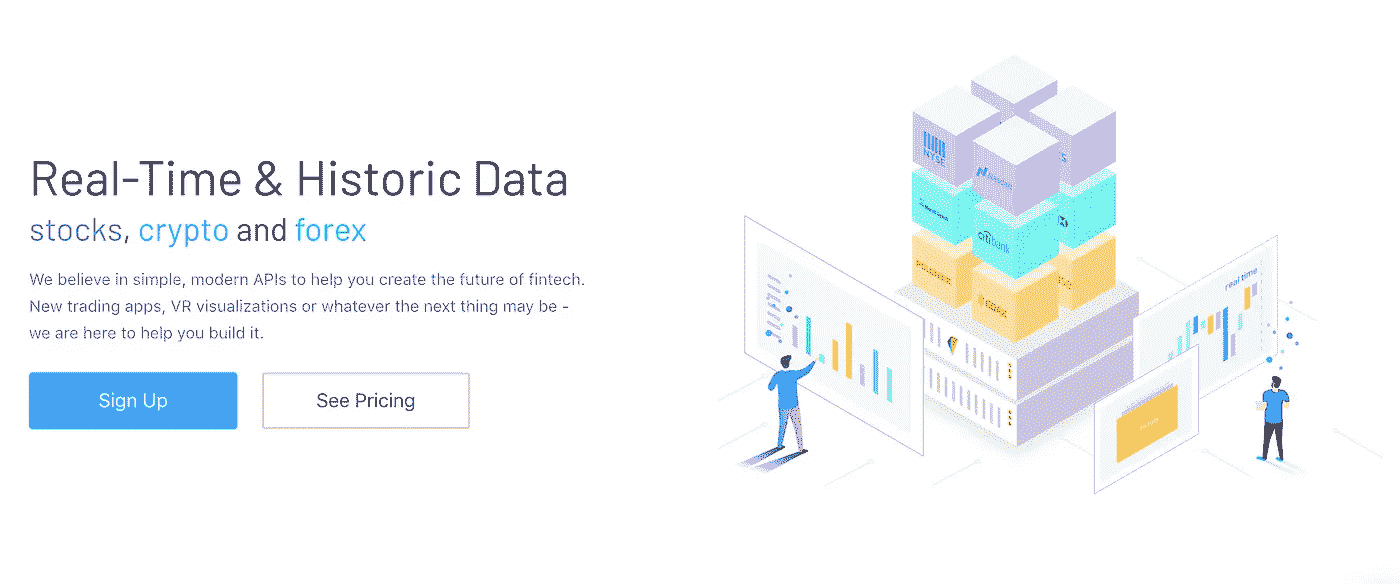 Real-Time & Historic Data
stocks, crypto and forex
We believe in simple, modern APIs to help you create the future of fintech.
New trading apps, VR visualizations or whatever the next thing may be -
we are here to help you build it.
Sign Up
See Pricing
NYSE
Nasdaq
citibank
real time